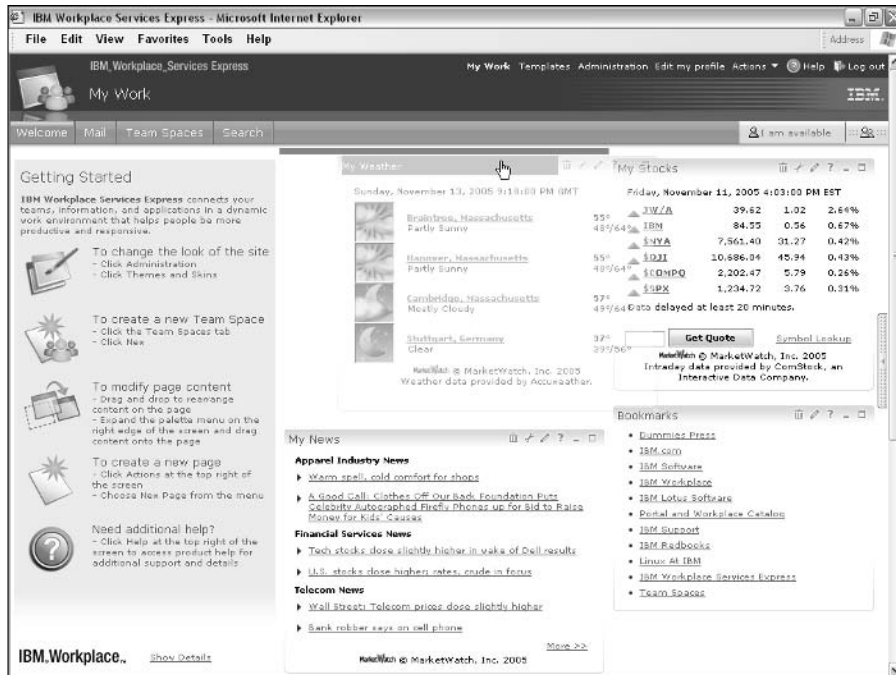 IBM Workplace Services Express - Microsoft Internet Explorer
File Edit View Favorites Tools Help
Address
IBM_Workplace_Services Express
My Work Templates Administration Edit my profile Actions Help Log out
My Work
IBM.
Welcome Mail Team Spaces Search
I am available
Getting Started
IBM Workplace Services Express connects your
teams, information, and applications in a dynamic
work environment that helps people be more
productive and responsive.
To change the look of the site
- Click Administration
- Click Themes and Skins
To create a new Team Space
- Click the Team Spaces tab
- Click New
To modify page content
- Drag and drop to rearrange
content on the page
- Expand the palette menu on the
right edge of the screen and drag
content onto the page
To create a new page
- Click Actions at the top right of
the screen
- Choose New Page from the menu
Need additional help?
- Click Help at the top right of the
screen to access product help for
additional support and details
IBM.Workplace™
Show Details
My Weather
Sunday, November 13, 2005 9:18:00 PM GMT
Braintree, Massachusetts 55°
Partly Sunny 48°/64°
Hanover, Massachusetts 55°
Partly Sunny 48°/64°
Cambridge, Massachusetts 57°
Mostly Cloudy 49°/64°
Stuttgart, Germany 37°
Clear 39°/56°
MarketWatch © MarketWatch, Inc. 2005
Weather data provided by Accuweather.
My News
Apparel Industry News
Warm spell, cold comfort for shops
A Good Call: Clothes Off Our Back Foundation Puts
Celebrity Autographed Firefly Phones up for Bid to Raise
Money for Kids' Causes
Financial Services News
Tech stocks close slightly higher in wake of Dell results
U.S. stocks close higher; rates, crude in focus
Telecom News
Wall Street: Telecom prices close slightly higher
Bank robber says on cell phone
More >>
MarketWatch © MarketWatch, Inc. 2005
My Stocks
Friday, November 11, 2005 4:03:00 PM EST
JW/A 39.62 1.02 2.64%
IBM 84.55 0.56 0.67%
$NYA 7,561.40 31.27 0.42%
$DJI 10,686.04 45.94 0.43%
$COMPQ 2,202.47 5.79 0.26%
$SPX 1,234.72 3.76 0.31%
Data delayed at least 20 minutes.
Get Quote Symbol Lookup
MarketWatch © MarketWatch, Inc. 2005
Intraday data provided by ComStock, an
Interactive Data Company.
Bookmarks
Dummies Press
IBM.com
IBM Software
IBM Workplace
IBM Lotus Software
Portal and Workplace Catalog
IBM Support
IBM Redbooks
Linux At IBM
IBM Workplace Services Express
Team Spaces